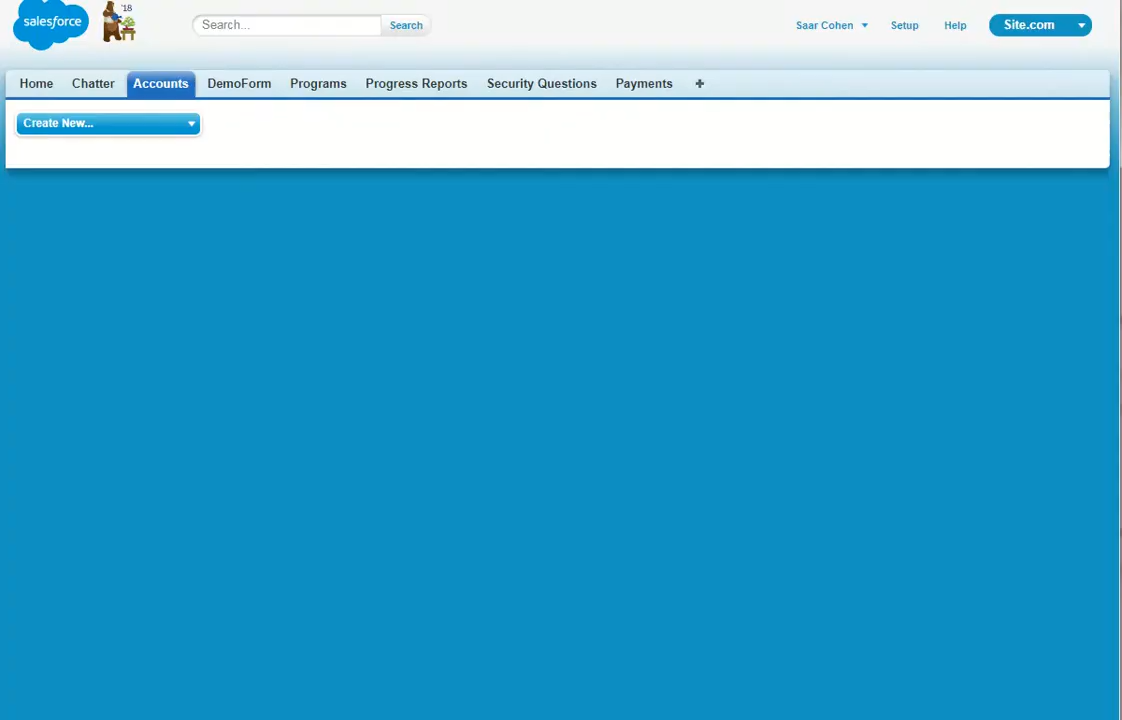 salesforce
'18
Search...
Search
Saar Cohen
Setup
Help
Site.com
Home
Chatter
Accounts
DemoForm
Programs
Progress Reports
Security Questions
Payments
+
Create New...